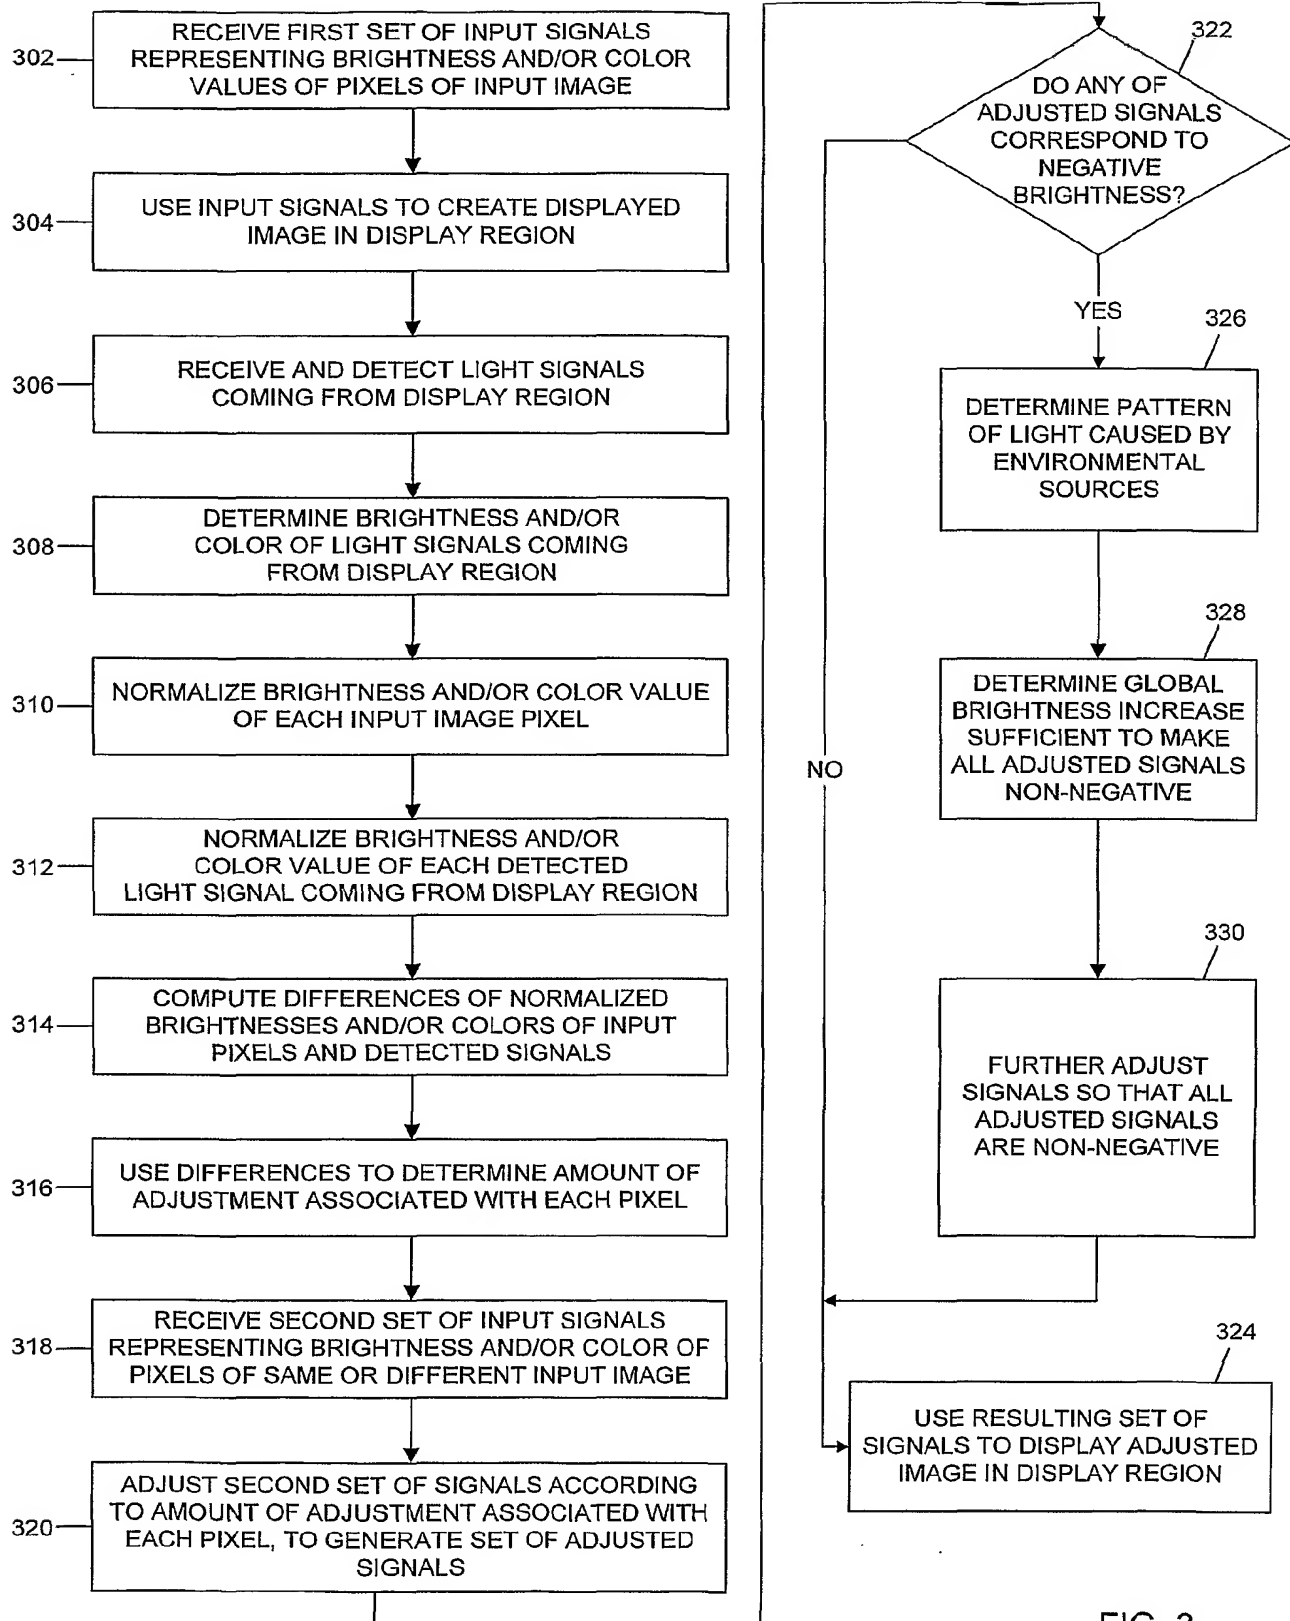 302
RECEIVE FIRST SET OF INPUT SIGNALS
REPRESENTING BRIGHTNESS AND/OR COLOR
VALUES OF PIXELS OF INPUT IMAGE
304
USE INPUT SIGNALS TO CREATE DISPLAYED
IMAGE IN DISPLAY REGION
306
RECEIVE AND DETECT LIGHT SIGNALS
COMING FROM DISPLAY REGION
308
DETERMINE BRIGHTNESS AND/OR
COLOR OF LIGHT SIGNALS COMING
FROM DISPLAY REGION
310
NORMALIZE BRIGHTNESS AND/OR COLOR VALUE
OF EACH INPUT IMAGE PIXEL
312
NORMALIZE BRIGHTNESS AND/OR
COLOR VALUE OF EACH DETECTED
LIGHT SIGNAL COMING FROM DISPLAY REGION
314
COMPUTE DIFFERENCES OF NORMALIZED
BRIGHTNESSES AND/OR COLORS OF INPUT
PIXELS AND DETECTED SIGNALS
316
USE DIFFERENCES TO DETERMINE AMOUNT OF
ADJUSTMENT ASSOCIATED WITH EACH PIXEL
318
RECEIVE SECOND SET OF INPUT SIGNALS
REPRESENTING BRIGHTNESS AND/OR COLOR OF
PIXELS OF SAME OR DIFFERENT INPUT IMAGE
320
ADJUST SECOND SET OF SIGNALS ACCORDING
TO AMOUNT OF ADJUSTMENT ASSOCIATED WITH
EACH PIXEL, TO GENERATE SET OF ADJUSTED
SIGNALS
322
DO ANY OF
ADJUSTED SIGNALS
CORRESPOND TO
NEGATIVE
BRIGHTNESS?
YES
326
DETERMINE PATTERN
OF LIGHT CAUSED BY
ENVIRONMENTAL
SOURCES
328
DETERMINE GLOBAL
BRIGHTNESS INCREASE
SUFFICIENT TO MAKE
ALL ADJUSTED SIGNALS
NON-NEGATIVE
NO
330
FURTHER ADJUST
SIGNALS SO THAT ALL
ADJUSTED SIGNALS
ARE NON-NEGATIVE
324
USE RESULTING SET OF
SIGNALS TO DISPLAY ADJUSTED
IMAGE IN DISPLAY REGION